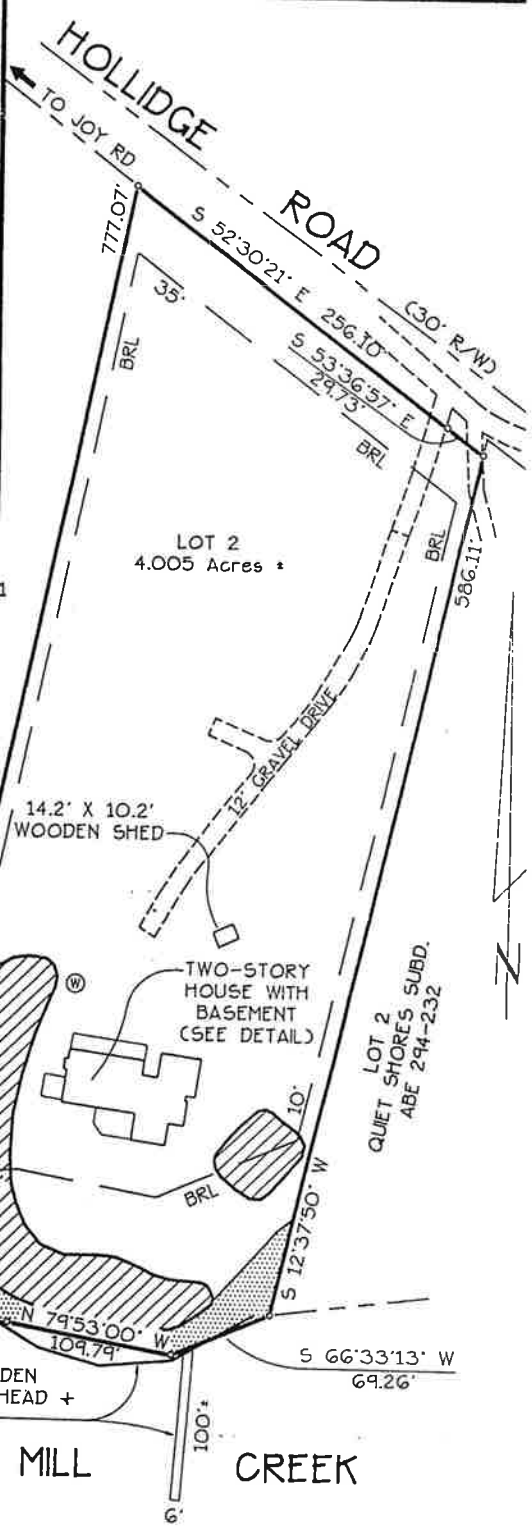 HOLLIDGE
ROAD
(30' R/W)
TO JOY RD
777.07'
S 52°30'21" E
256.10'
S 53°36'57" E
29.73'
35'
BRL
BRL
BRL
586.11'
LOT 2
4.005 Acres ±
1
12' GRAVEL DRIVE
14.2' X 10.2'
WOODEN SHED
W
TWO-STORY
HOUSE WITH
BASEMENT
(SEE DETAIL)
N
LOT 2
QUIET SHORES SUBD.
ABE 294-232
10'
BRL
S 12°37'50" W
N 79°53'00" W
109.79'
S 66°33'13" W
69.26'
DEN
HEAD +
100'±
MILL CREEK
6'